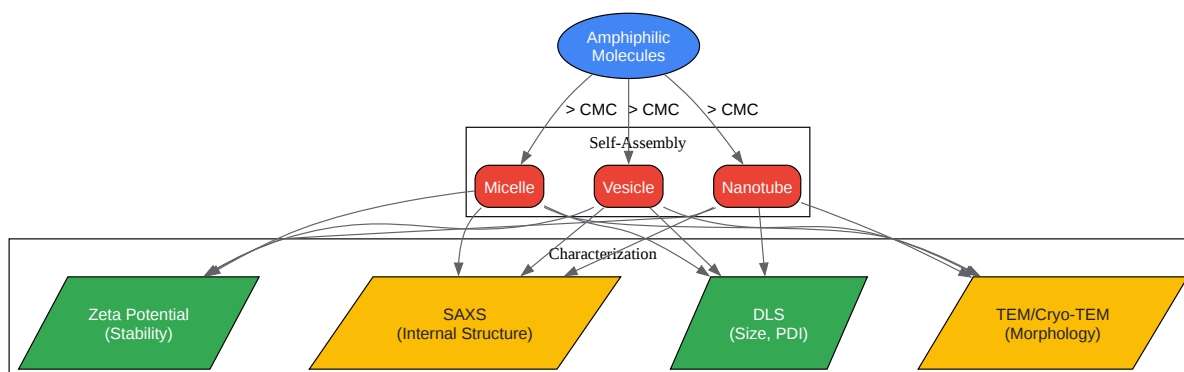 Amphiphilic
Molecules
> CMC
> CMC
> CMC
Self-Assembly
Micelle
Vesicle
Nanotube
Characterization
Zeta Potential
(Stability)
SAXS
(Internal Structure)
DLS
(Size, PDI)
TEM/Cryo-TEM
(Morphology)